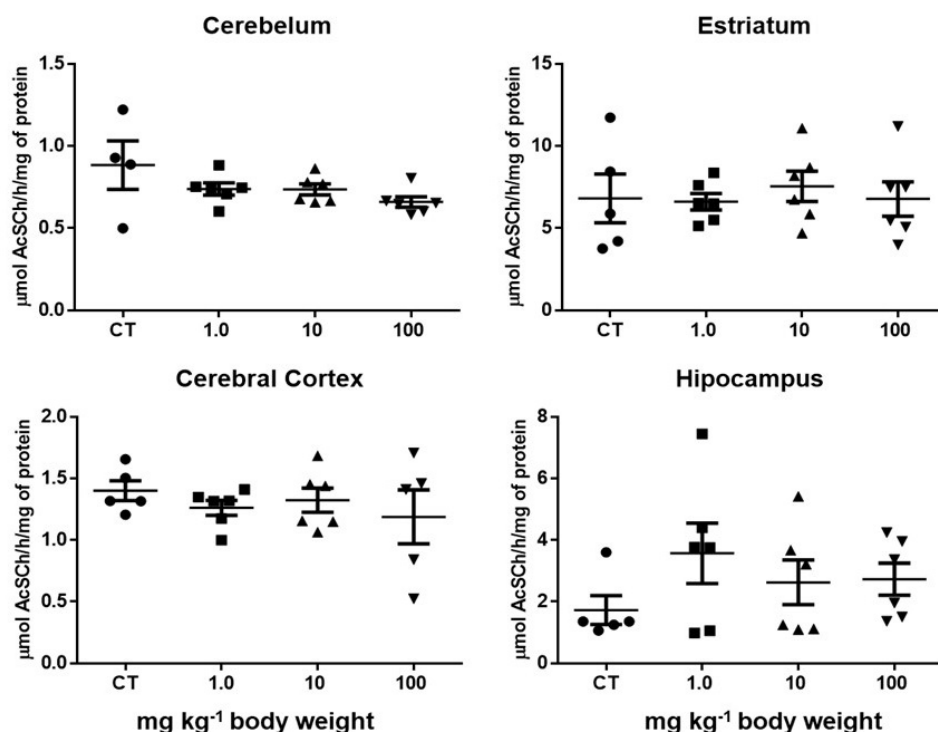 Cerebelum
μmol AcSCh/h/mg of protein
1.5
1.0
0.5
0.0
CT 1.0 10 100
Estriatum
μmol AcSCh/h/mg of protein
15
10
5
0
CT 1.0 10 100
Cerebral Cortex
μmol AcSCh/h/mg of protein
2.0
1.5
1.0
0.5
0.0
CT 1.0 10 100
mg kg⁻¹ body weight
Hipocampus
μmol AcSCh/h/mg of protein
8
6
4
2
0
CT 1.0 10 100
mg kg⁻¹ body weight